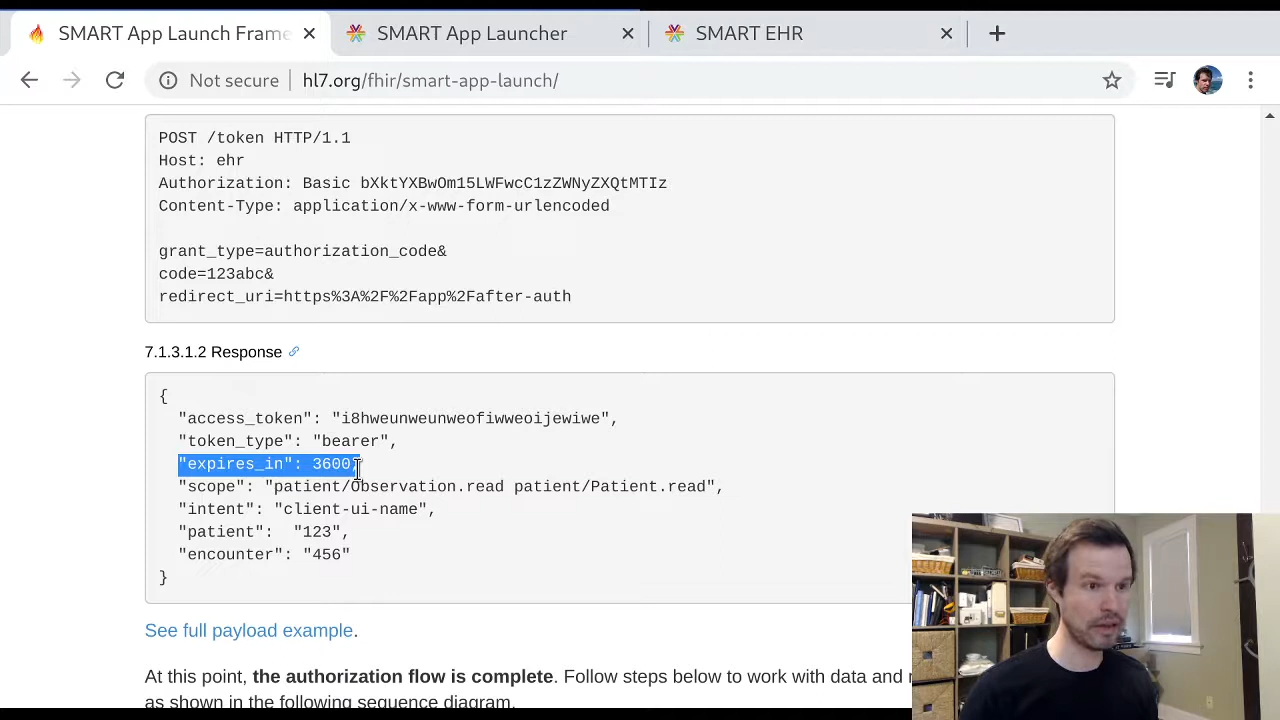 SMART App Launch Frame
SMART App Launcher
SMART EHR
Not secure
hl7.org/fhir/smart-app-launch/
POST /token HTTP/1.1
Host: ehr
Authorization: Basic bXktYXBwOm15LWFwcC1zZWNyZXQtMTIz
Content-Type: application/x-www-form-urlencoded
grant_type=authorization_code&
code=123abc&
redirect_uri=https%3A%2F%2Fapp%2Fafter-auth
7.1.3.1.2 Response
{
"access_token": "i8hweunweunweofiwweoijewiwe",
"token_type": "bearer",
"expires_in": 3600,
"scope": "patient/Observation.read patient/Patient.read",
"intent": "client-ui-name",
"patient": "123",
"encounter": "456"
}
See full payload example.
At this point, the authorization flow is complete. Follow steps below to work with data and
as shown in the following sequence diagram.